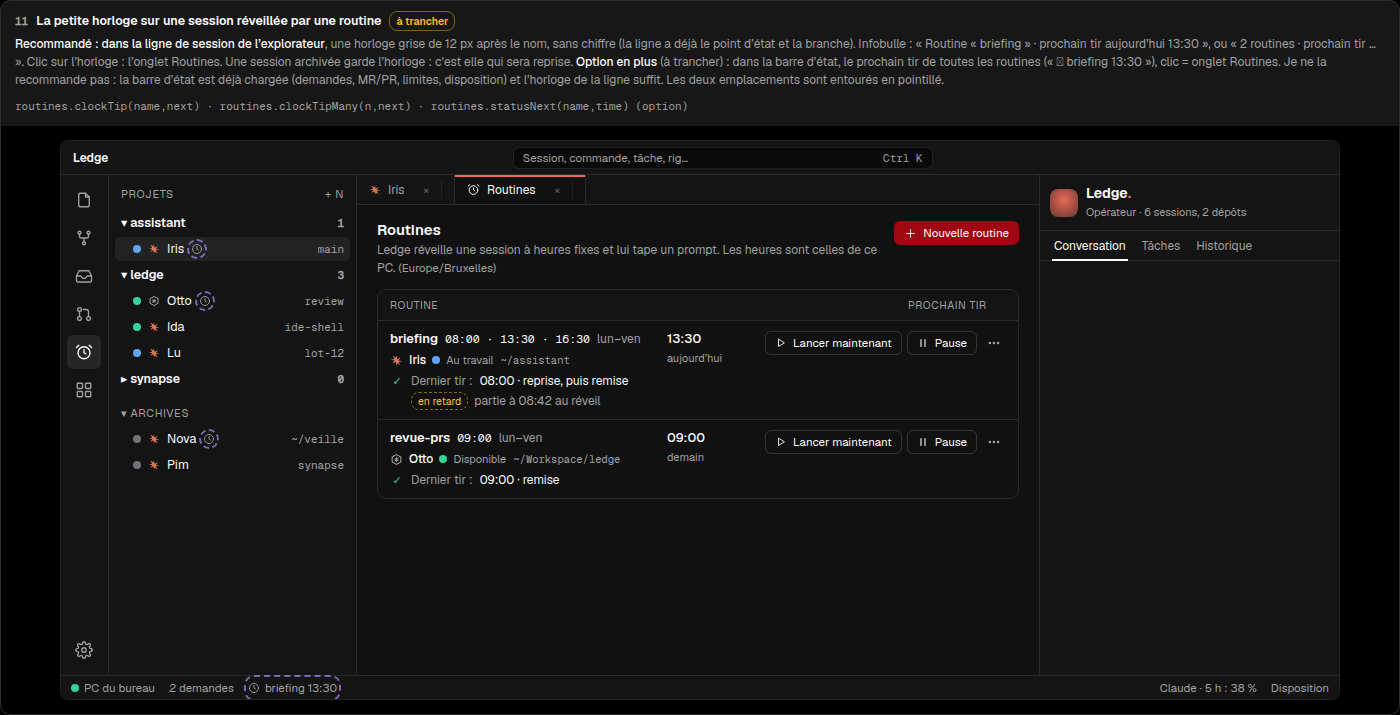 11 La petite horloge sur une session réveillée par une routine à trancher
Recommandé : dans la ligne de session de l'explorateur, une horloge grise de 12 px après le nom, sans chiffre (la ligne a déjà le point d'état et la branche). Infobulle : « Routine « briefing » · prochain tir aujourd'hui 13:30 », ou « 2 routines · prochain tir …
». Clic sur l'horloge : l'onglet Routines. Une session archivée garde l'horloge : c'est elle qui sera reprise. Option en plus (à trancher) : dans la barre d'état, le prochain tir de toutes les routines (« briefing 13:30 »), clic = onglet Routines. Je ne la
recommande pas : la barre d'état est déjà chargée (demandes, MR/PR, limites, disposition) et l'horloge de la ligne suffit. Les deux emplacements sont entourés en pointillé.
routines.clockTip(name,next) · routines.clockTipMany(n,next) · routines.statusNext(name,time) (option)
Ledge
Session, commande, tâche, rig… Ctrl K
PROJETS + N
▾ assistant 1
Iris main
▾ ledge 3
Otto review
Ida ide-shell
Lu lot-12
▸ synapse 0
▾ ARCHIVES
Nova ~/veille
Pim synapse
Iris ×
Routines ×
Routines
Ledge réveille une session à heures fixes et lui tape un prompt. Les heures sont celles de ce
PC. (Europe/Bruxelles)
+ Nouvelle routine
ROUTINE PROCHAIN TIR
briefing 08:00 · 13:30 · 16:30 lun–ven
13:30
aujourd'hui
Lancer maintenant Pause ···
Iris Au travail ~/assistant
✓ Dernier tir : 08:00 · reprise, puis remise
en retard partie à 08:42 au réveil
revue-prs 09:00 lun–ven
09:00
demain
Lancer maintenant Pause ···
Otto Disponible ~/Workspace/ledge
✓ Dernier tir : 09:00 · remise
Ledge.
Opérateur · 6 sessions, 2 dépôts
Conversation Tâches Historique
PC du bureau 2 demandes briefing 13:30
Claude · 5 h : 38 % Disposition